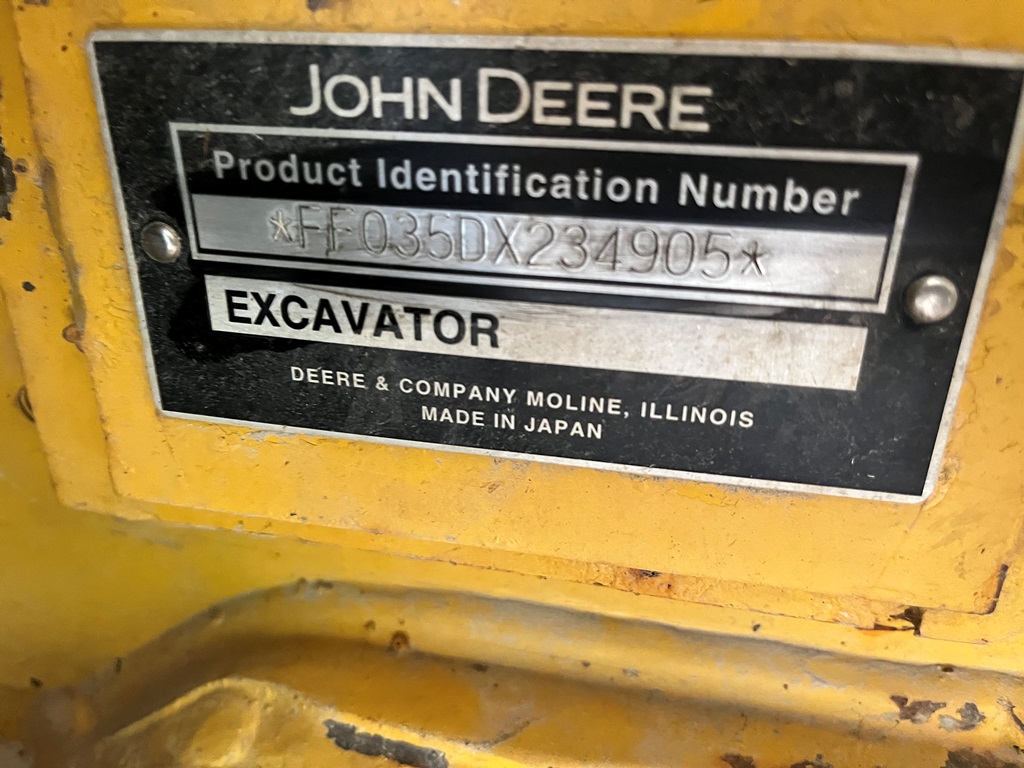 JOHN DEERE
Product Identification Number
*FF035DX234905*
EXCAVATOR
DEERE & COMPANY MOLINE, ILLINOIS
MADE IN JAPAN